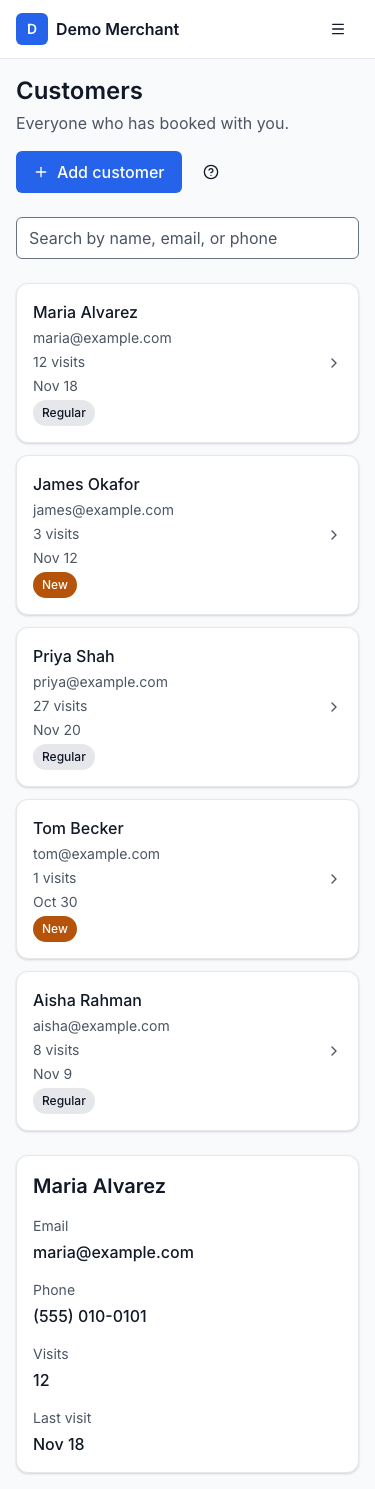 D Demo Merchant
Customers
Everyone who has booked with you.
+ Add customer
Search by name, email, or phone
Maria Alvarez
maria@example.com
12 visits
Nov 18
Regular
James Okafor
james@example.com
3 visits
Nov 12
New
Priya Shah
priya@example.com
27 visits
Nov 20
Regular
Tom Becker
tom@example.com
1 visits
Oct 30
New
Aisha Rahman
aisha@example.com
8 visits
Nov 9
Regular
Maria Alvarez
Email
maria@example.com
Phone
(555) 010-0101
Visits
12
Last visit
Nov 18